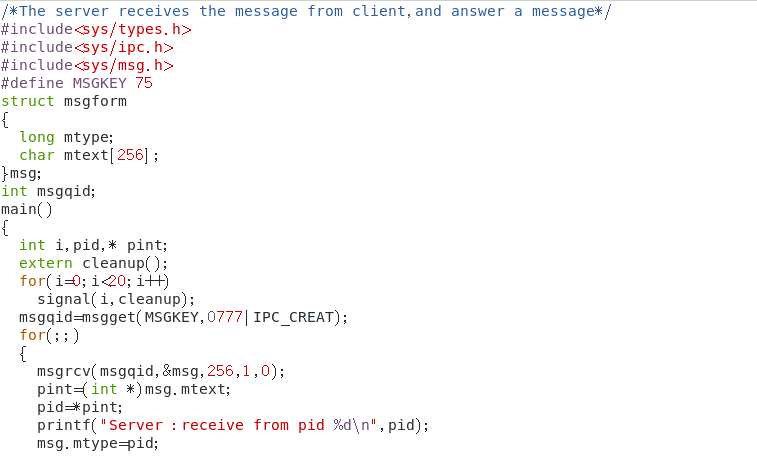 /*The server receives the message from client,and answer a message*/
#include<sys/types.h>
#include<sys/ipc.h>
#include<sys/msg.h>
#define MSGKEY 75
struct msgform
{
  long mtype;
  char mtext[256];
}msg;
int msgqid;
main()
{
  int i,pid,* pint;
  extern cleanup();
  for(i=0;i<20;i++)
    signal(i,cleanup);
  msgqid=msgget(MSGKEY,0777|IPC_CREAT);
  for(;;)
  {
    msgrcv(msgqid,&msg,256,1,0);
    pint=(int *)msg.mtext;
    pid=*pint;
    printf("Server :receive from pid %d\n",pid);
    msg.mtype=pid;